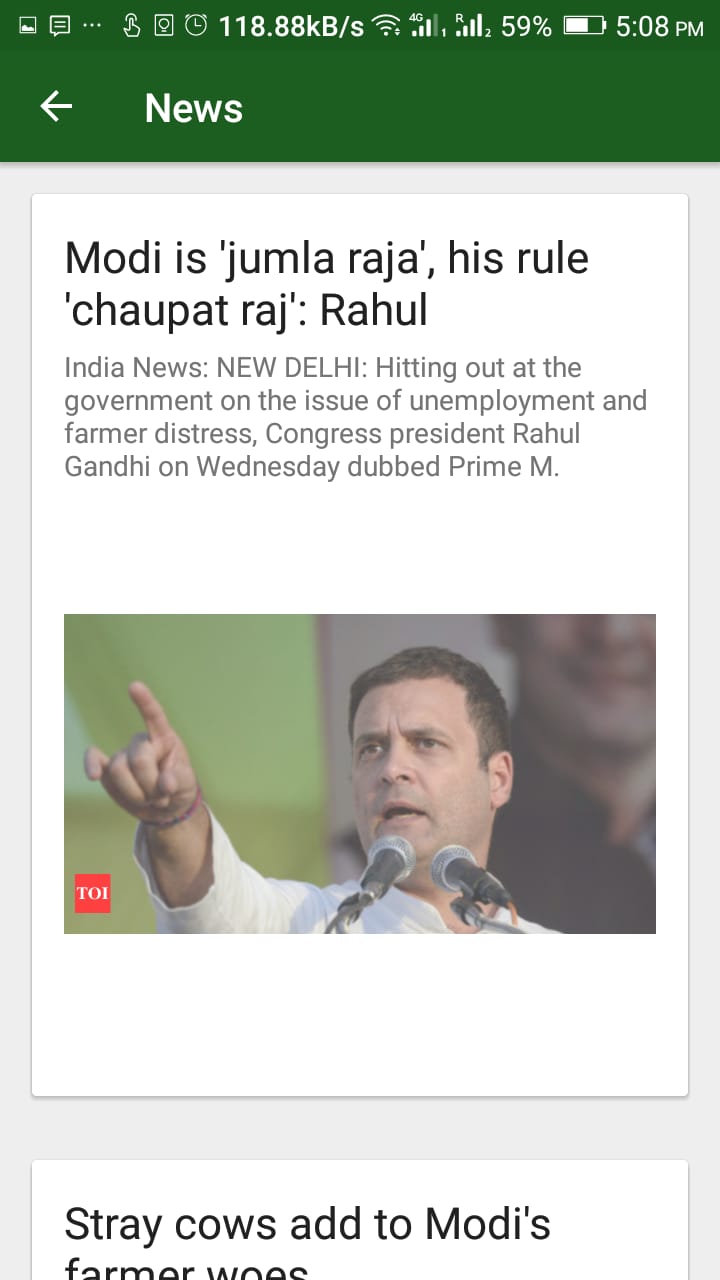 118.88kB/s 4G 1 R 2 59% 5:08 PM
News
Modi is 'jumla raja', his rule
'chaupat raj': Rahul
India News: NEW DELHI: Hitting out at the
government on the issue of unemployment and
farmer distress, Congress president Rahul
Gandhi on Wednesday dubbed Prime M.
TOI
Stray cows add to Modi's
farmer woes